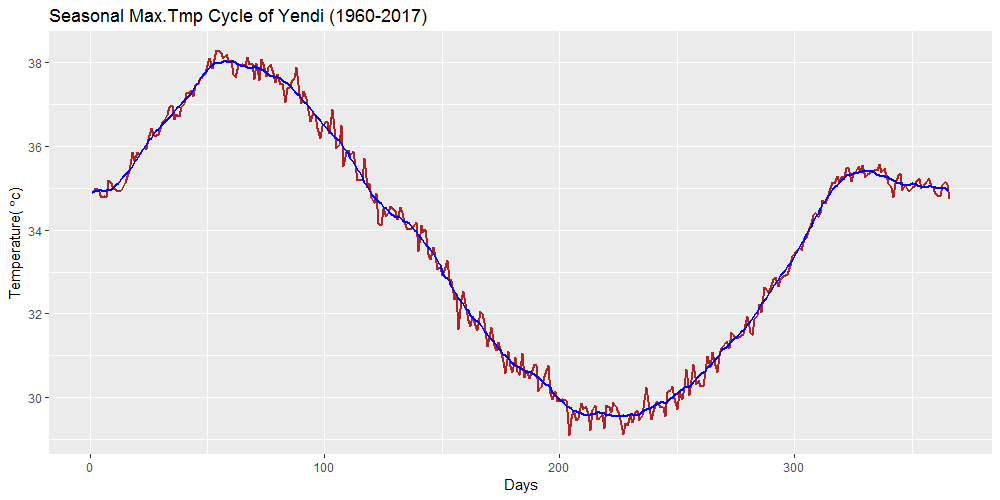 Seasonal Max.Tmp Cycle of Yendi (1960-2017)
Temperature( °c)
38
36
34
32
30
0 100 200 300
Days